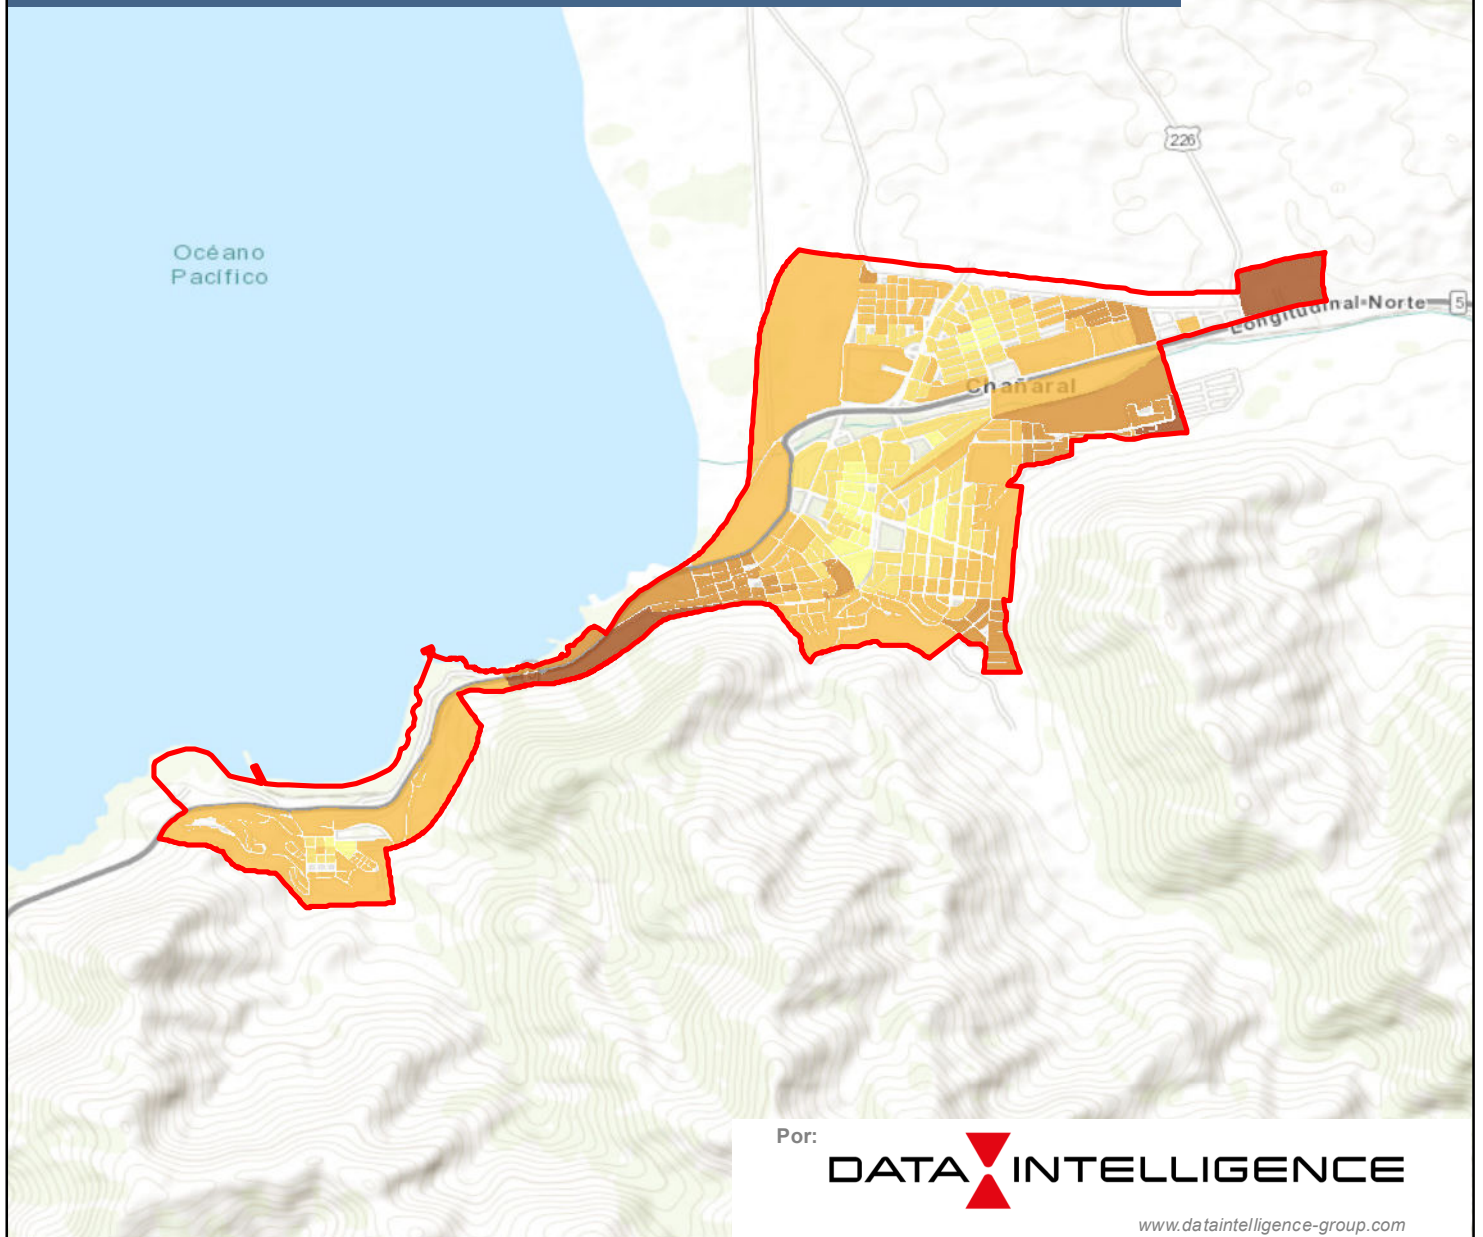 226
Océano
Pacífico
Longitudinal-Norte
5
Chañaral
Por:
DATA INTELLIGENCE
www.dataintelligence-group.com